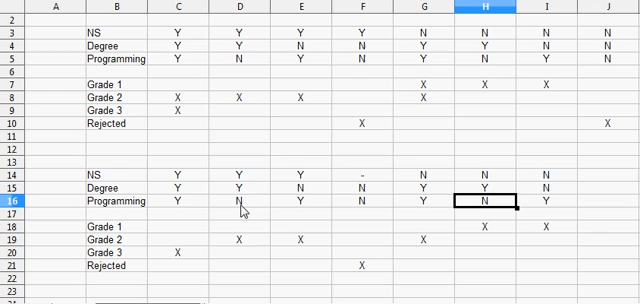 A B C D E F G H I J
2
3 NS Y Y Y Y N N N N
4 Degree Y Y N N Y Y N N
5 Programming Y N Y N Y N Y N
6
7 Grade 1 X X X
8 Grade 2 X X X X
9 Grade 3 X
10 Rejected X X
11
12
13
14 NS Y Y Y - N N N
15 Degree Y Y N N Y Y N
16 Programming Y N Y N Y N Y
17
18 Grade 1 X X
19 Grade 2 X X X
20 Grade 3 X
21 Rejected X
22
23